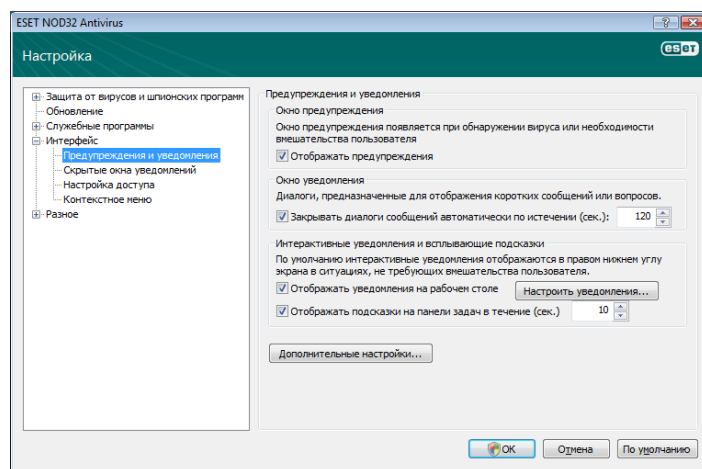 ESET NOD32 Antivirus
Настройка
eset
Защита от вирусов и шпионских программ
Обновление
Служебные программы
Интерфейс
Предупреждения и уведомления
Скрытые окна уведомлений
Настройка доступа
Контекстное меню
Разное
Предупреждения и уведомления
Окно предупреждения
Окно предупреждения появляется при обнаружении вируса или необходимости
вмешательства пользователя
Отображать предупреждения
Окно уведомления
Диалоги, предназначенные для отображения коротких сообщений или вопросов.
Закрывать диалоги сообщений автоматически по истечении (сек.): 120
Интерактивные уведомления и всплывающие подсказки
По умолчанию интерактивные уведомления отображаются в правом нижнем углу
экрана в ситуациях, не требующих вмешательства пользователя.
Отображать уведомления на рабочем столе Настроить уведомления...
Отображать подсказки на панели задач в течение (сек.) 10
Дополнительные настройки...
OK Отмена По умолчанию